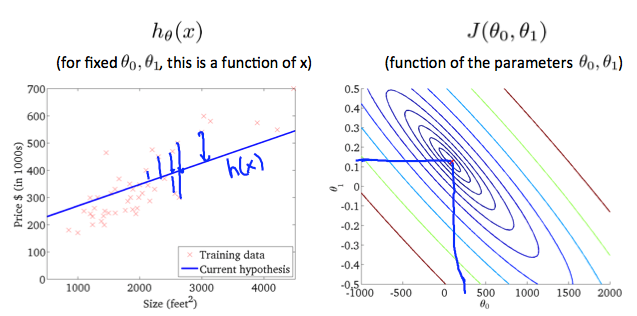 hθ(x)
(for fixed θ0, θ1, this is a function of x)
700
600
500
400
300
200
100
0
Price $ (in 1000s)
1000
2000
3000
4000
Size (feet²)
Training data
Current hypothesis
h(x)
J(θ0, θ1)
(function of the parameters θ0, θ1)
0.5
0.4
0.3
0.2
0.1
0
-0.1
-0.2
-0.3
-0.4
-0.5
θ1
-1000
-500
0
500
1000
1500
2000
θ0